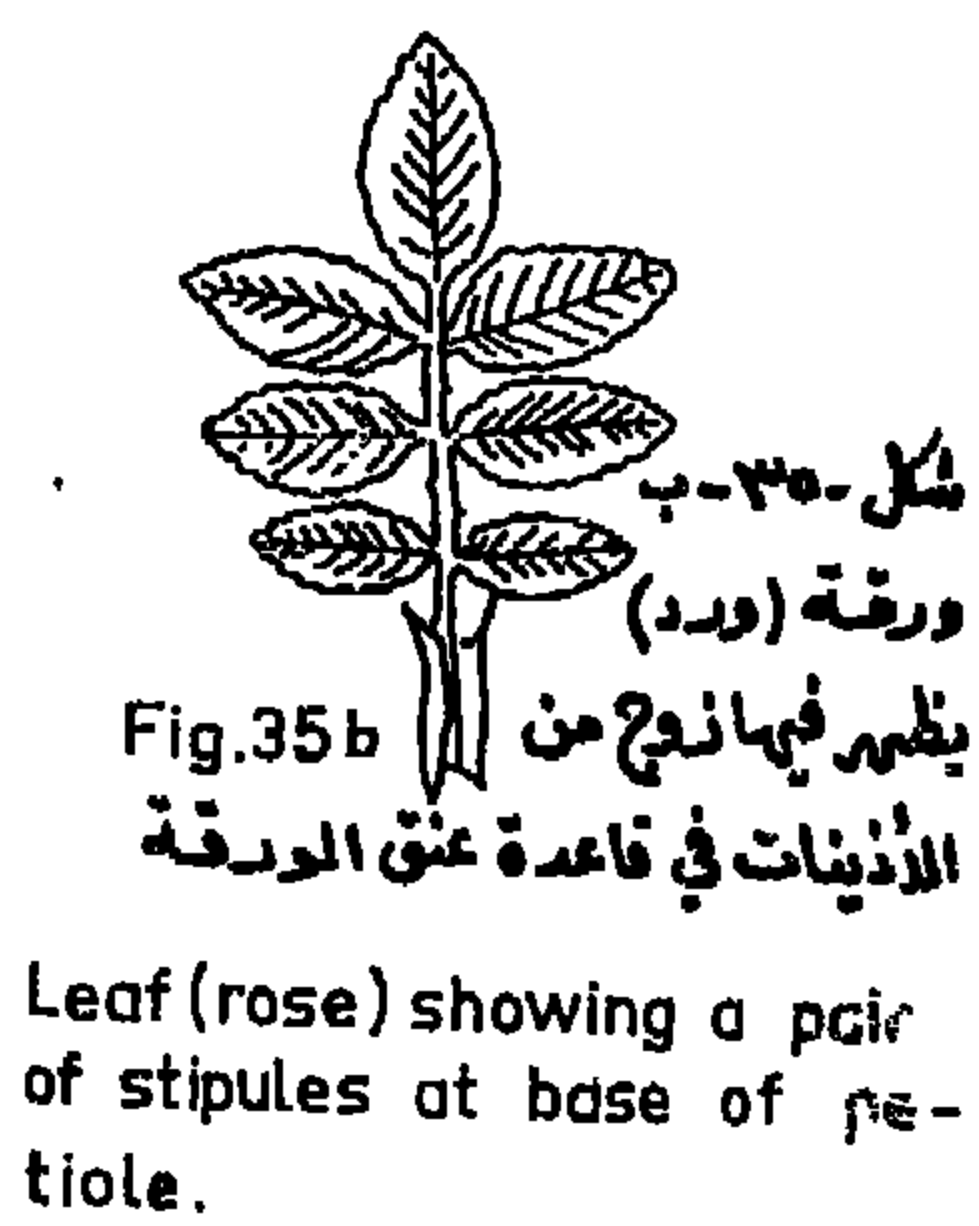 شكل-٣٥-ب
ورقة (ورد)
يظهر فيها زوج من
الأذينات في قاعدة عنق الورقة
Fig.35b
Leaf (rose) showing a pair
of stipules at base of pe-
tiole.